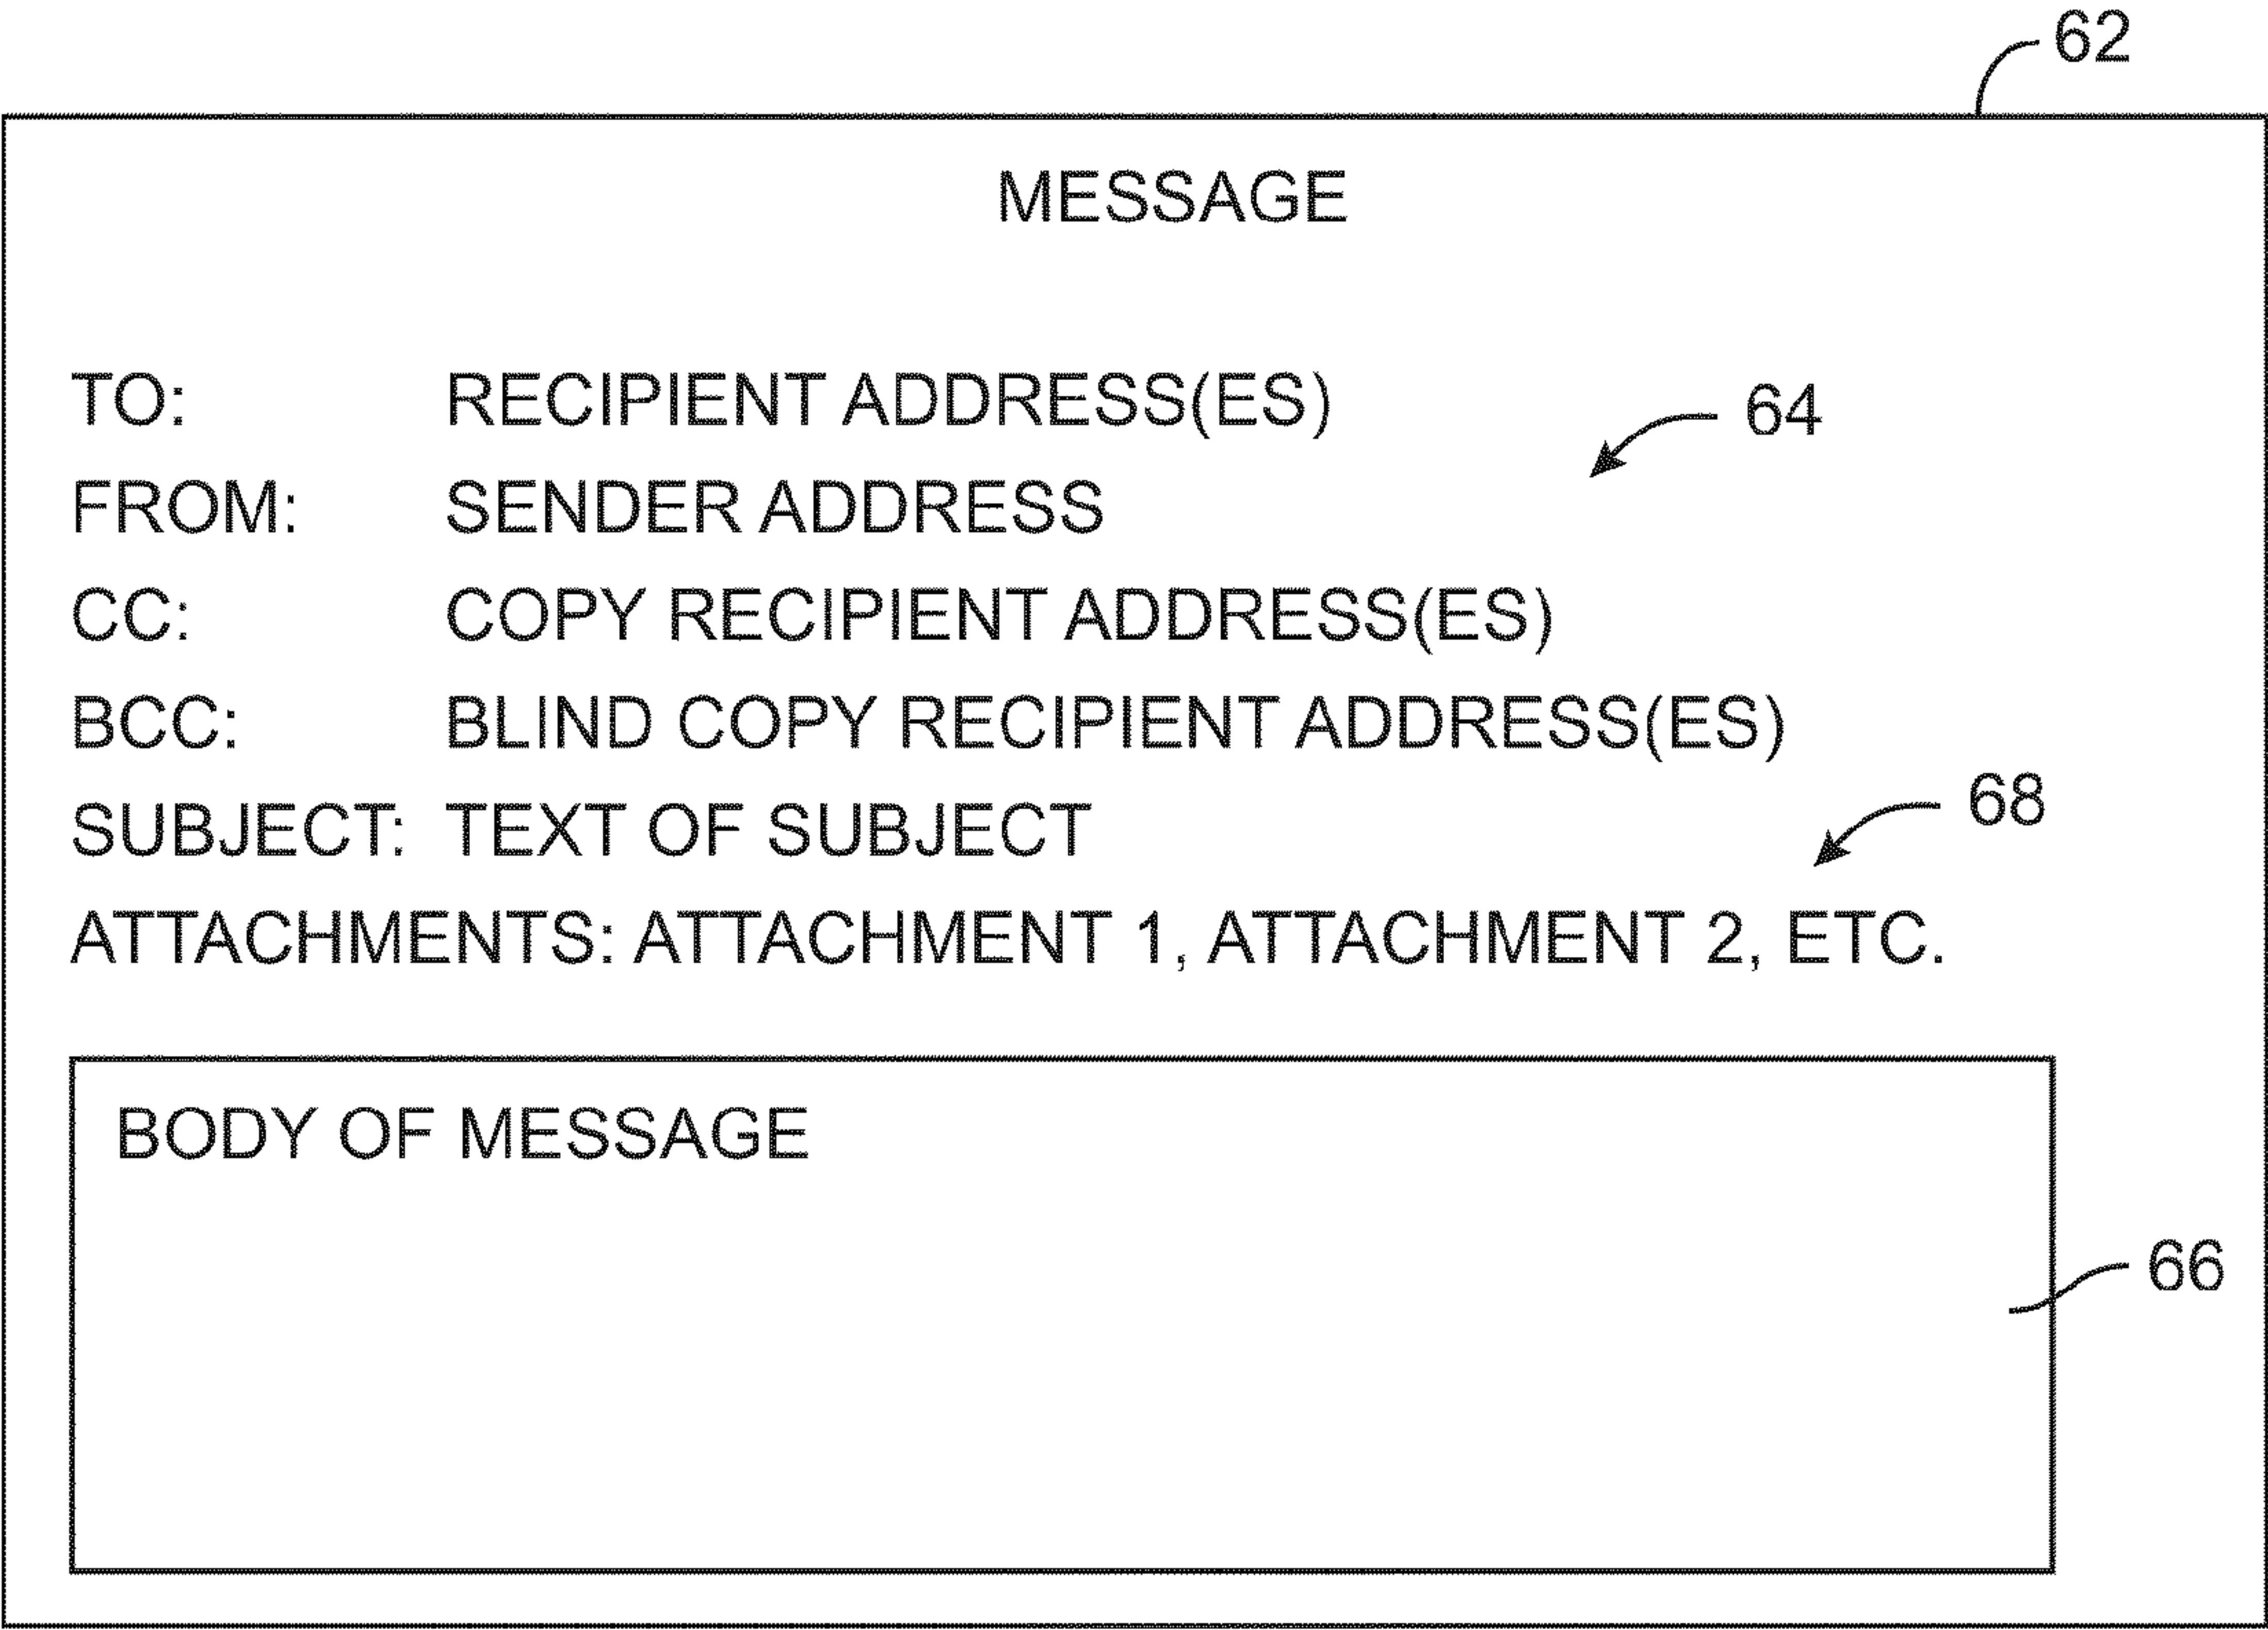 62
MESSAGE
TO: RECIPIENT ADDRESS(ES)
64
FROM: SENDER ADDRESS
CC: COPY RECIPIENT ADDRESS(ES)
BCC: BLIND COPY RECIPIENT ADDRESS(ES)
SUBJECT: TEXT OF SUBJECT
68
ATTACHMENTS: ATTACHMENT 1, ATTACHMENT 2, ETC.
BODY OF MESSAGE
66